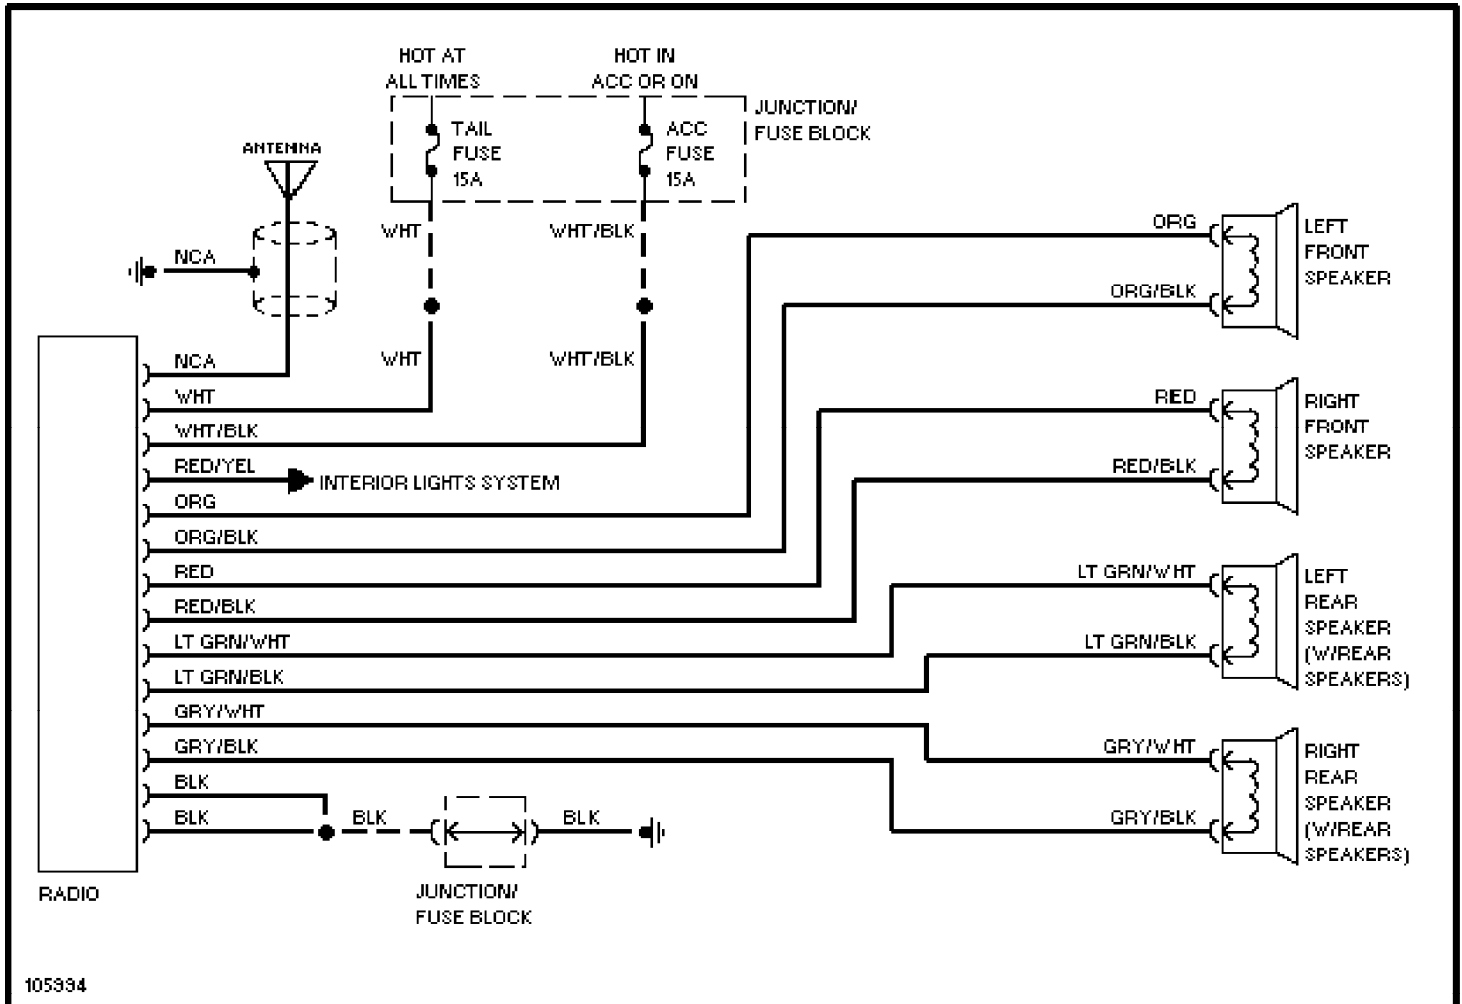 HOT AT
ALL TIMES
HOT IN
ACC OR ON
JUNCTION/
FUSE BLOCK
TAIL
FUSE
15A
ACC
FUSE
15A
ANTENNA
NCA
WHT
WHT/BLK
ORG
LEFT
FRONT
SPEAKER
ORG/BLK
NCA
WHT
WHT/BLK
WHT
WHT/BLK
RED/YEL
INTERIOR LIGHTS SYSTEM
ORG
ORG/BLK
RED
RED/BLK
LT GRN/WHT
LT GRN/BLK
GRY/WHT
GRY/BLK
BLK
BLK
BLK
BLK
RED
RIGHT
FRONT
SPEAKER
RED/BLK
LT GRN/WHT
LEFT
REAR
SPEAKER
(W/REAR
SPEAKERS)
LT GRN/BLK
GRY/WHT
RIGHT
REAR
SPEAKER
(W/REAR
SPEAKERS)
GRY/BLK
RADIO
JUNCTION/
FUSE BLOCK
105994